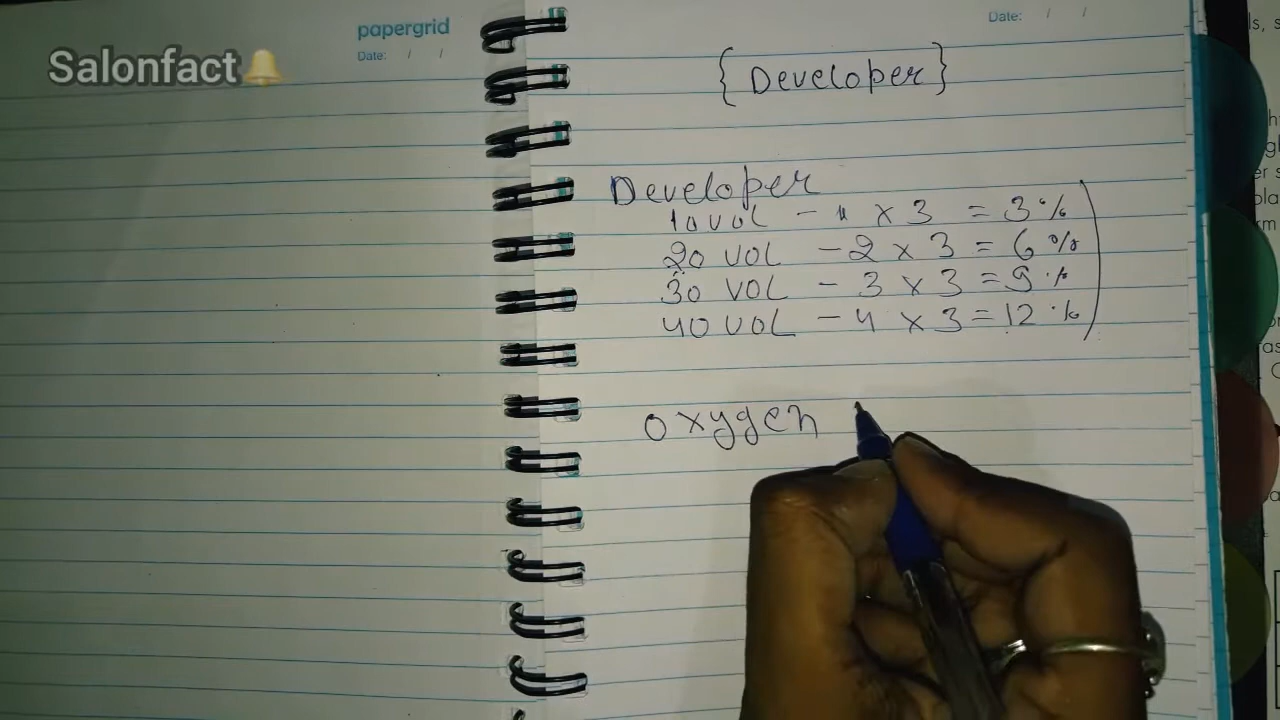 Salonfact
papergrid
Date: / /
Date: / /
{ Developer }
Developer
10 VOL - 1 × 3 = 3%
20 VOL - 2 × 3 = 6%
30 VOL - 3 × 3 = 9%
40 VOL - 4 × 3 = 12%
oxygen